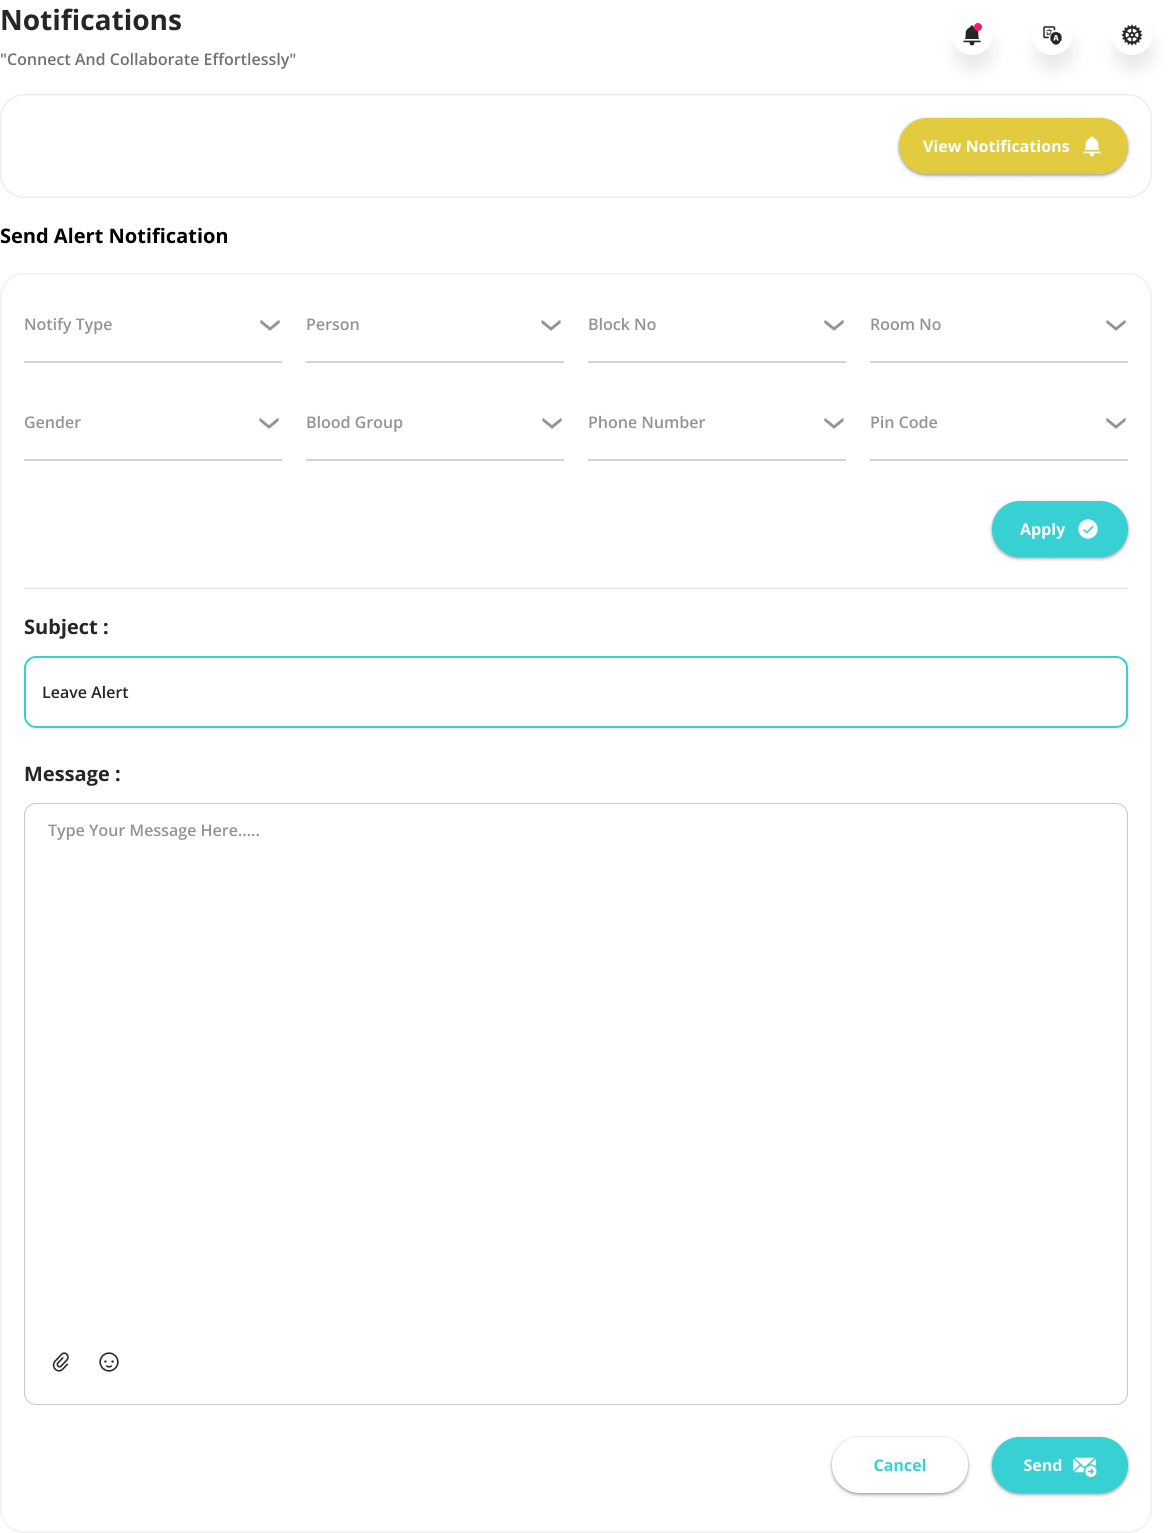 Notifications
"Connect And Collaborate Effortlessly"
View Notifications
Send Alert Notification
Notify Type
Person
Block No
Room No
Gender
Blood Group
Phone Number
Pin Code
Apply
Subject :
Leave Alert
Message :
Type Your Message Here.....
Cancel
Send